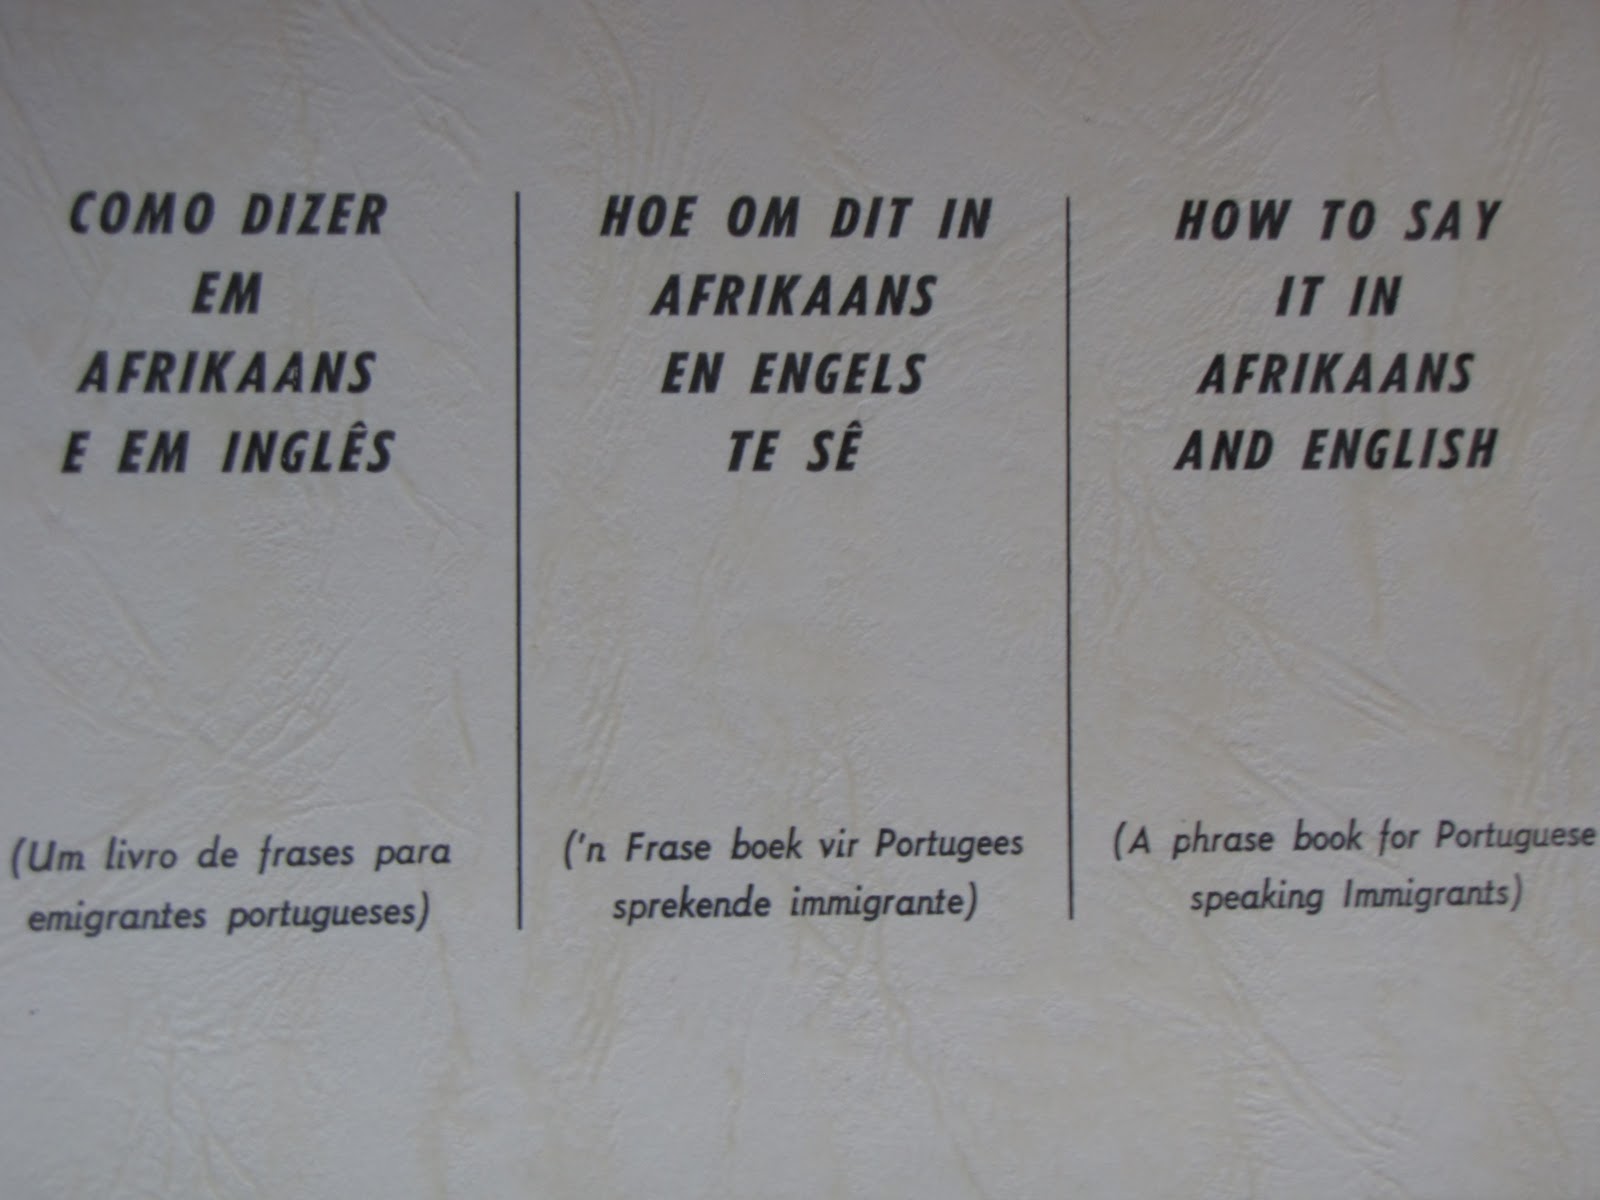 COMO DIZER
EM
AFRIKAANS
E EM INGLÊS
(Um livro de frases para
emigrantes portugueses)
HOE OM DIT IN
AFRIKAANS
EN ENGELS
TE SÊ
('n Frase boek vir Portugees
sprekende immigrante)
HOW TO SAY
IT IN
AFRIKAANS
AND ENGLISH
(A phrase book for Portuguese
speaking Immigrants)